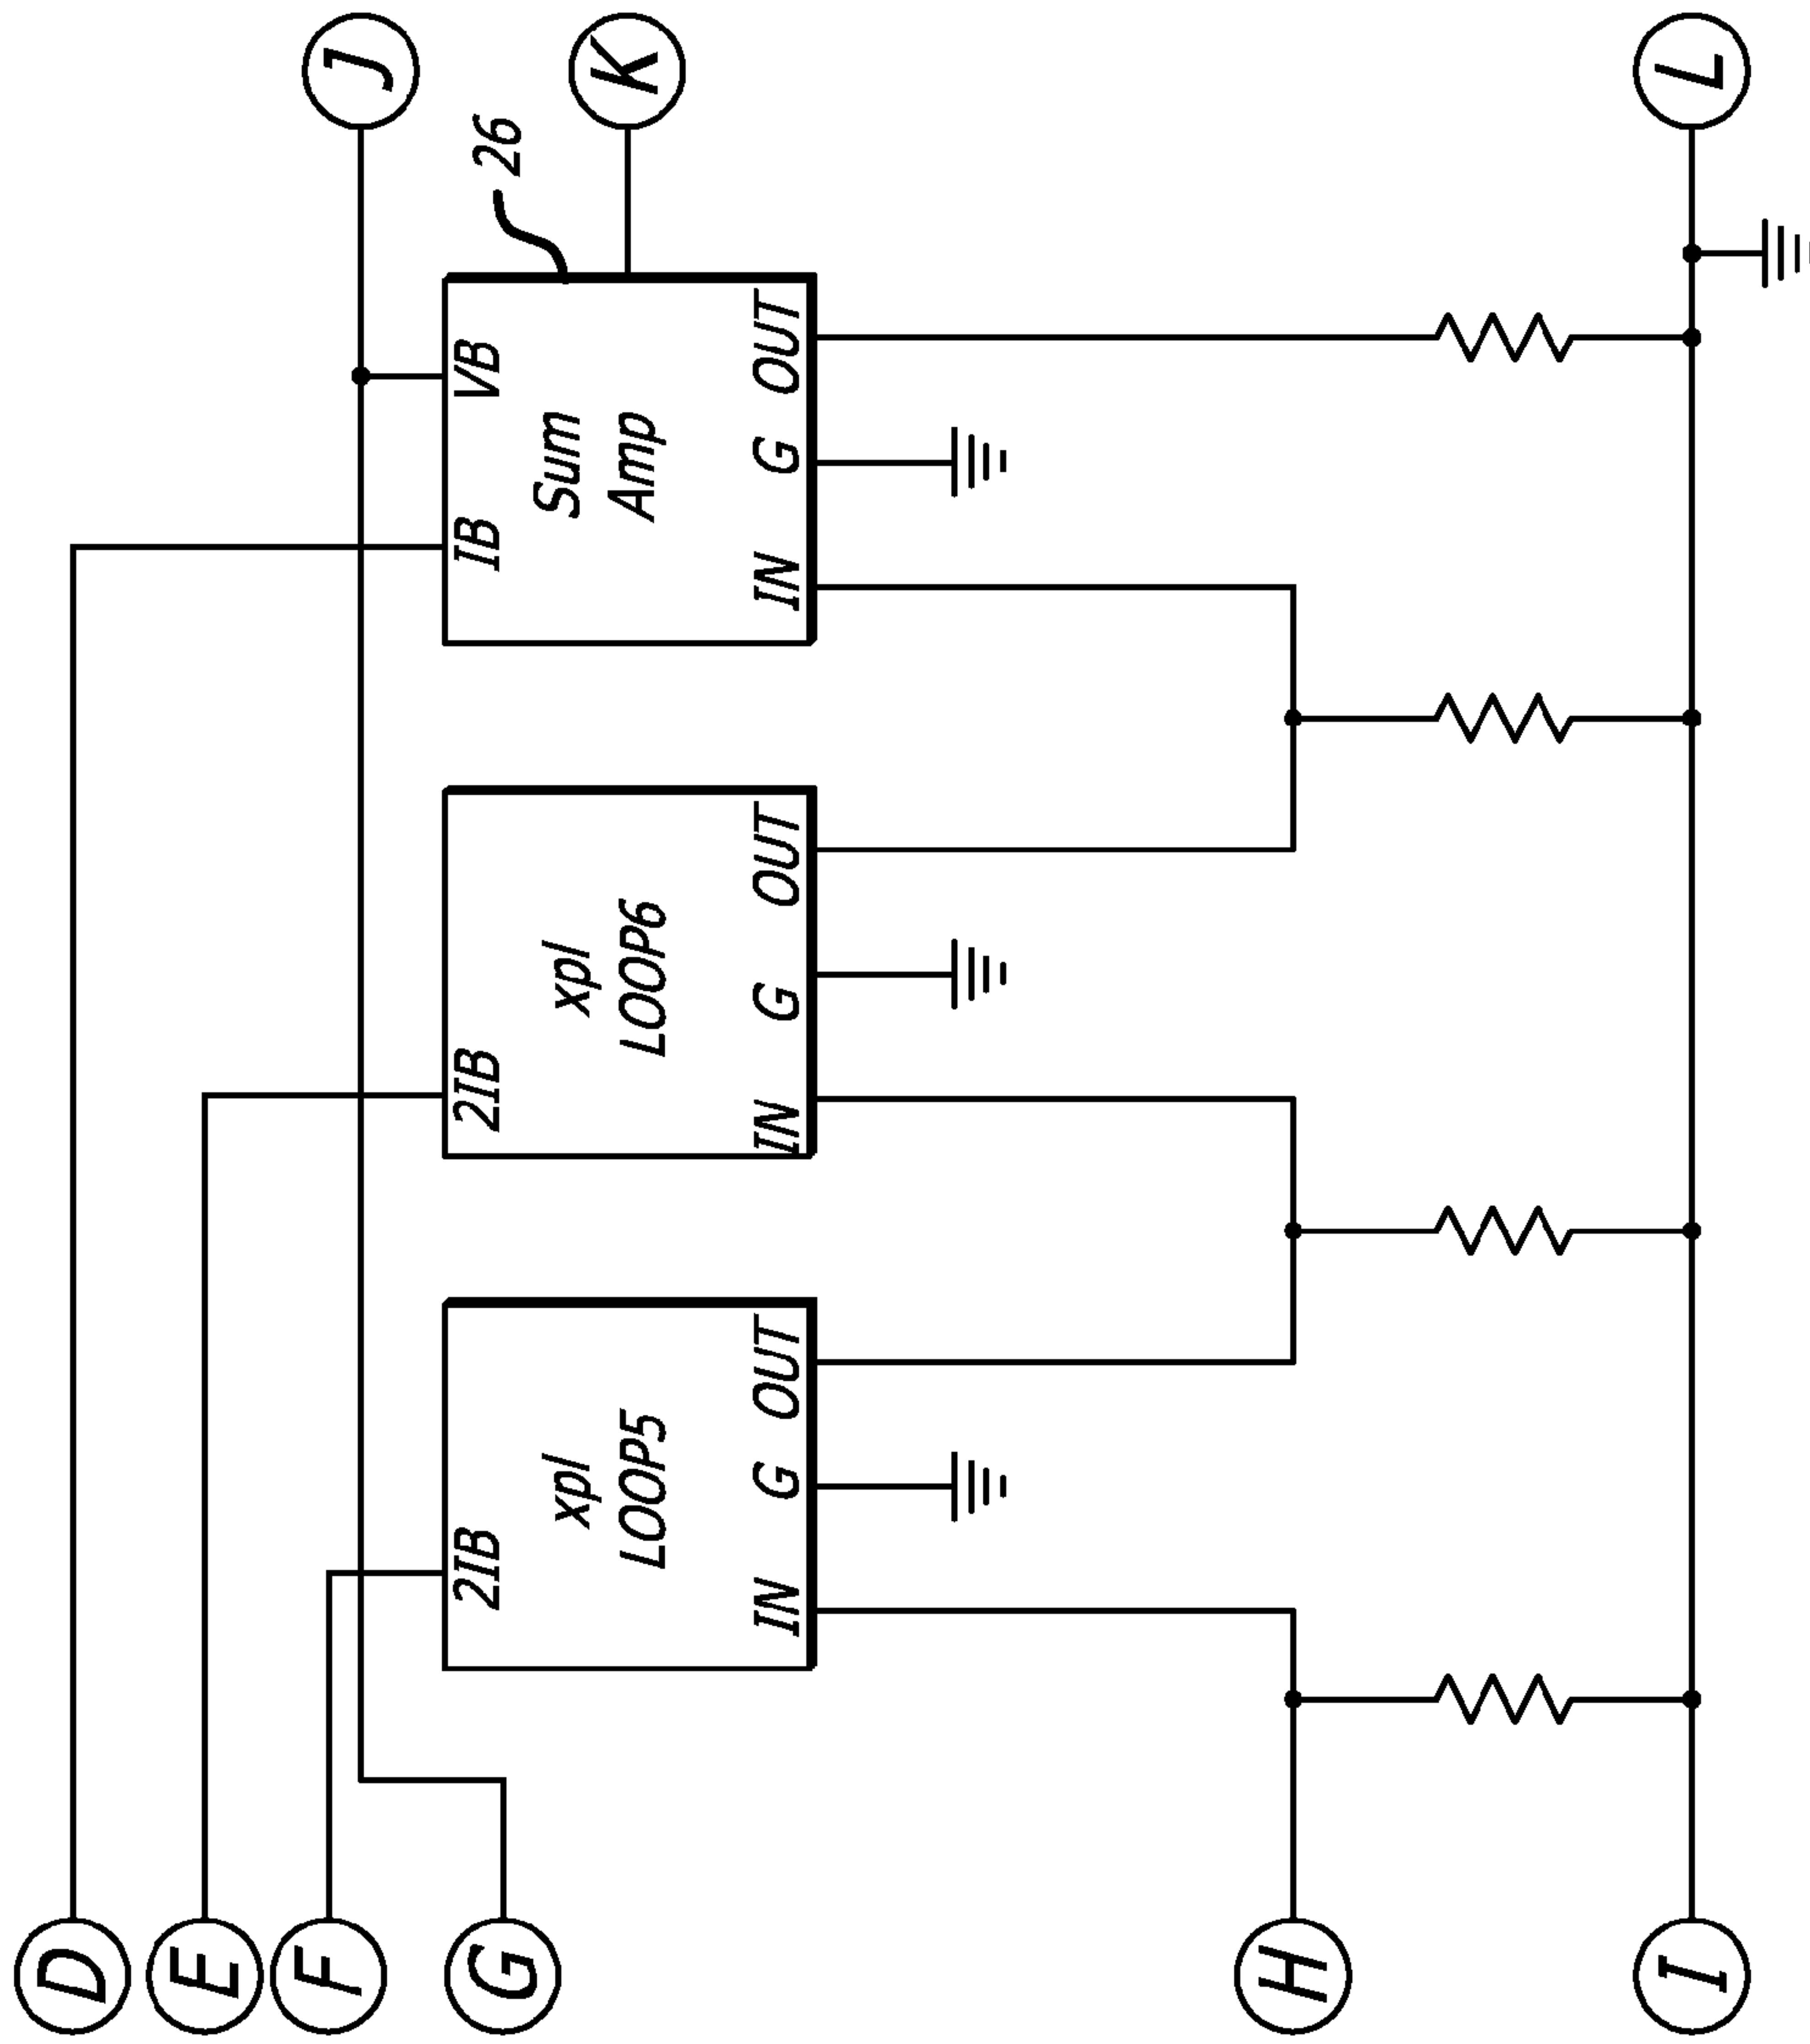 D
E
F
G
H
I
2IB
xpl
LOOP5
IN G OUT
2IB
xpl
LOOP6
IN G OUT
IB VB
Sum
Amp
IN G OUT
26
J
K
L